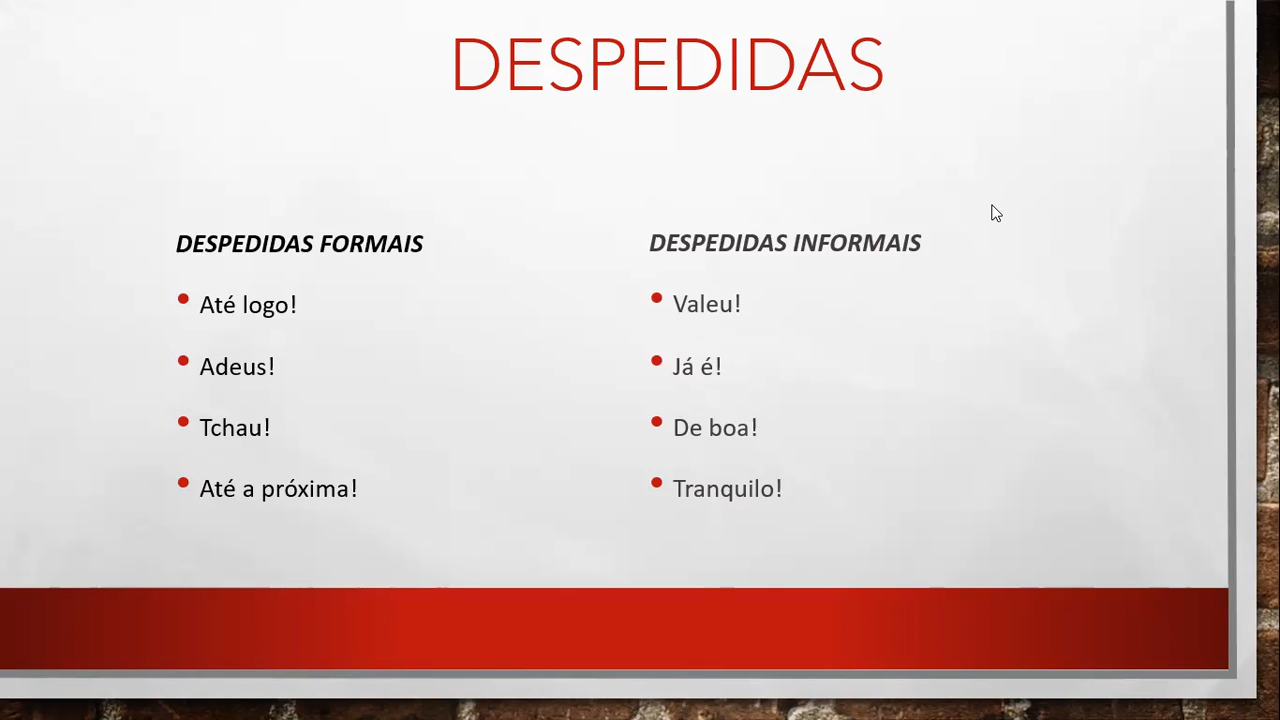 DESPEDIDAS
DESPEDIDAS FORMAIS
Até logo!
Adeus!
Tchau!
Até a próxima!
DESPEDIDAS INFORMAIS
Valeu!
Já é!
De boa!
Tranquilo!